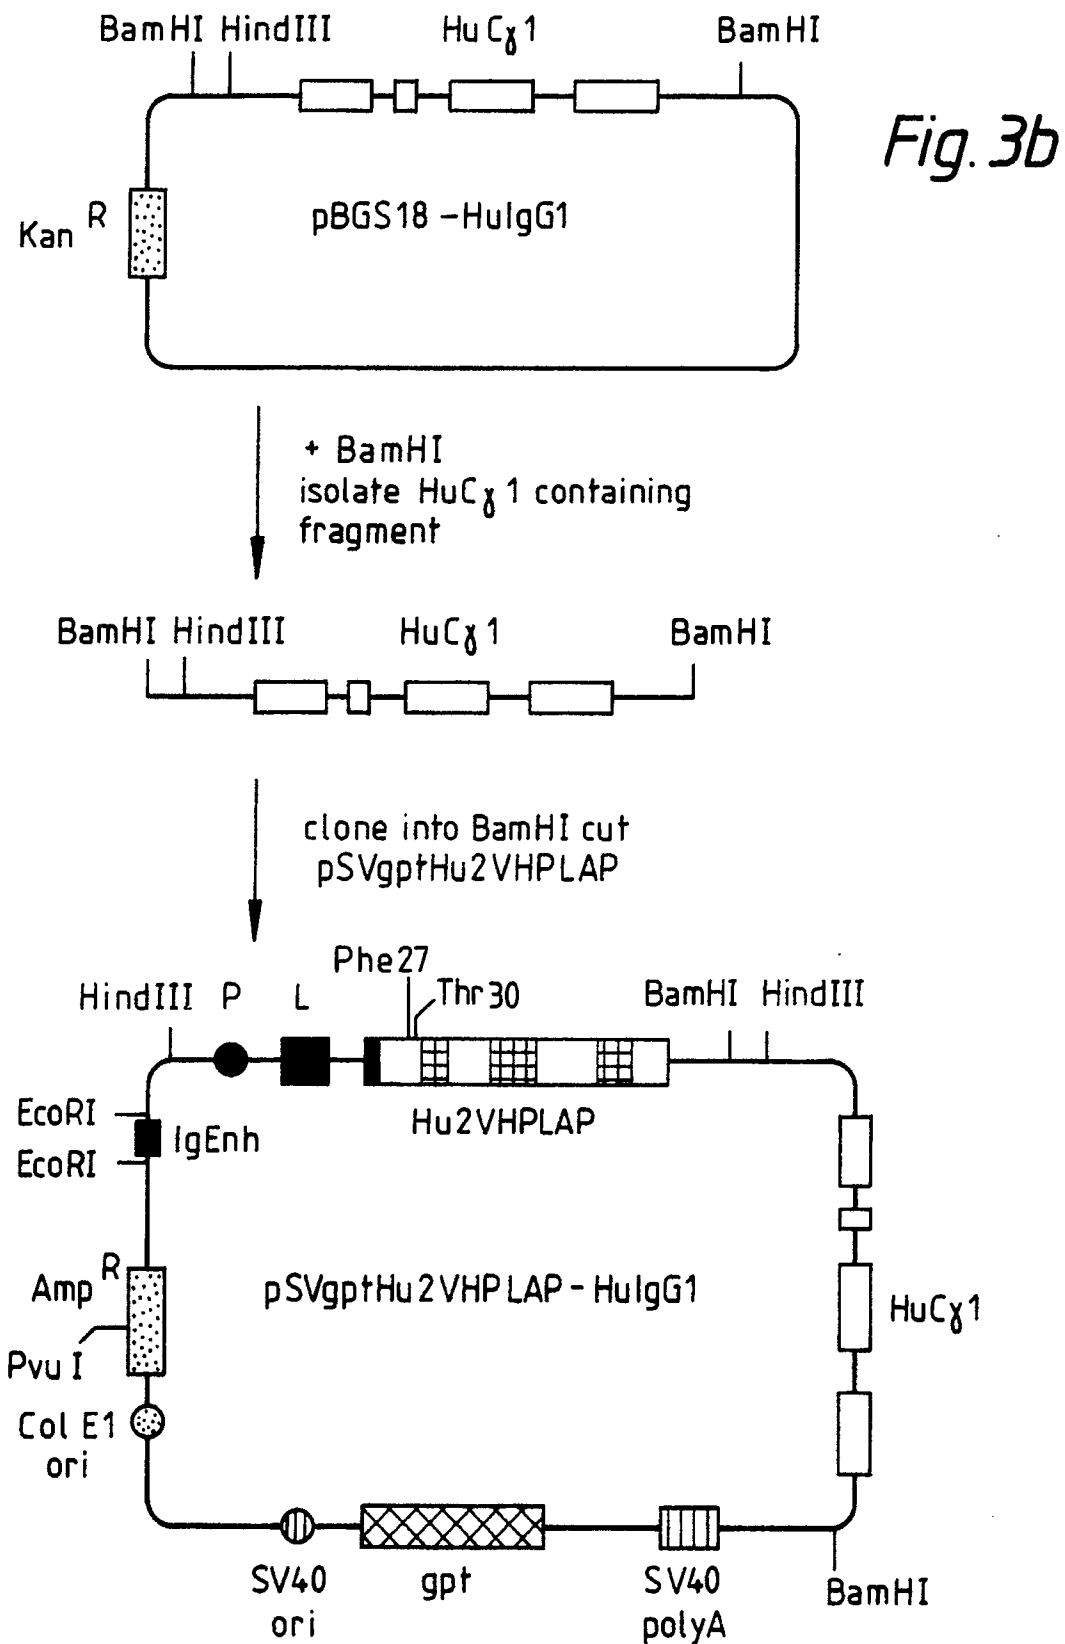 BamHI HindIII HuCγ1 BamHI
Fig. 3b
Kan R
pBGS18-HuIgG1
+ BamHI
isolate HuCγ1 containing
fragment
BamHI HindIII HuCγ1 BamHI
clone into BamHI cut
pSVgptHu2VHPLAP
Phe27
Thr30
HindIII P L BamHI HindIII
EcoRI
IgEnh
EcoRI
Hu2VHPLAP
Amp R
pSVgptHu2VHPLAP-HuIgG1
HuCγ1
Pvu I
Col E1
ori
SV40
ori
gpt
SV40
polyA
BamHI